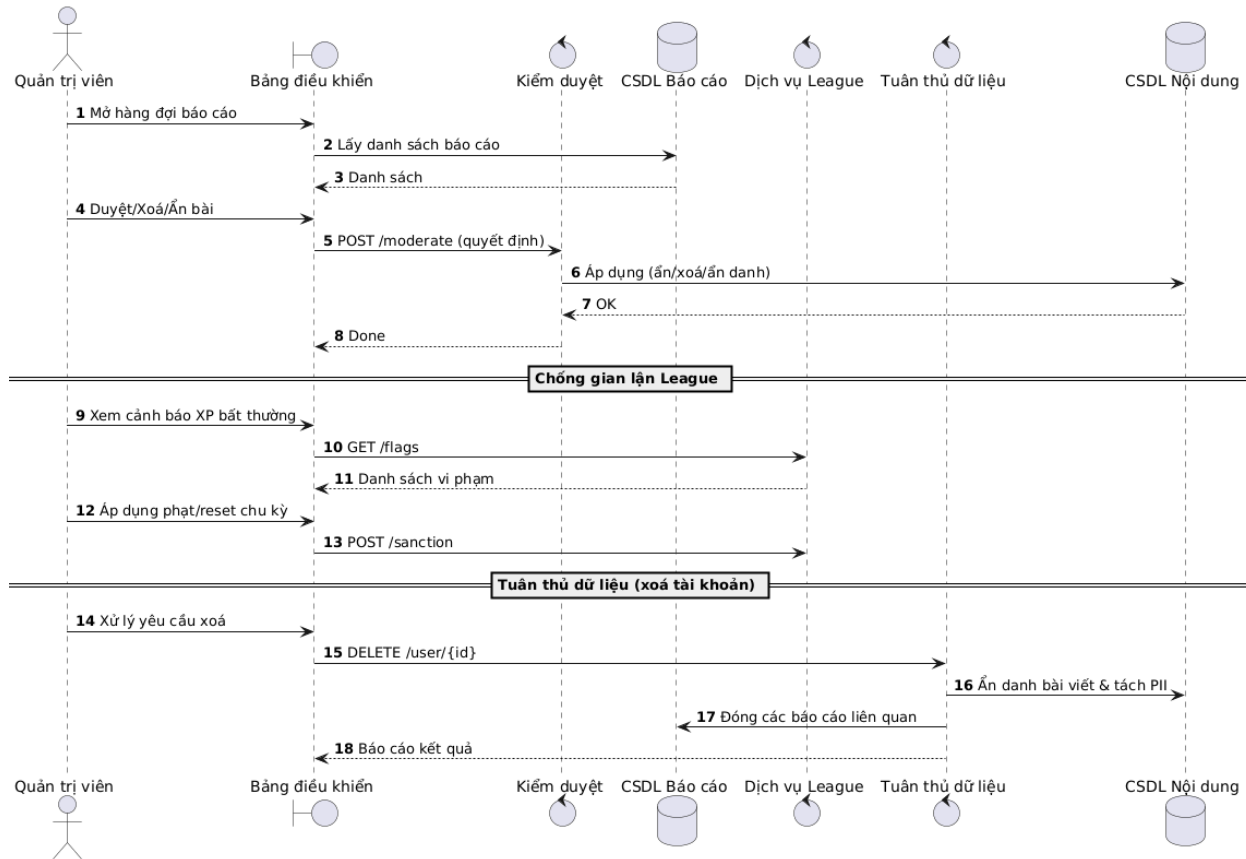 Quản trị viên
Bảng điều khiển
Kiểm duyệt
CSDL Báo cáo
Dịch vụ League
Tuân thủ dữ liệu
CSDL Nội dung
1 Mở hàng đợi báo cáo
2 Lấy danh sách báo cáo
3 Danh sách
4 Duyệt/Xoá/Ẩn bài
5 POST /moderate (quyết định)
6 Áp dụng (ẩn/xoá/ẩn danh)
7 OK
8 Done
Chống gian lận League
9 Xem cảnh báo XP bất thường
10 GET /flags
11 Danh sách vi phạm
12 Áp dụng phạt/reset chu kỳ
13 POST /sanction
Tuân thủ dữ liệu (xoá tài khoản)
14 Xử lý yêu cầu xoá
15 DELETE /user/{id}
16 Ẩn danh bài viết & tách PII
17 Đóng các báo cáo liên quan
18 Báo cáo kết quả
Quản trị viên
Bảng điều khiển
Kiểm duyệt
CSDL Báo cáo
Dịch vụ League
Tuân thủ dữ liệu
CSDL Nội dung